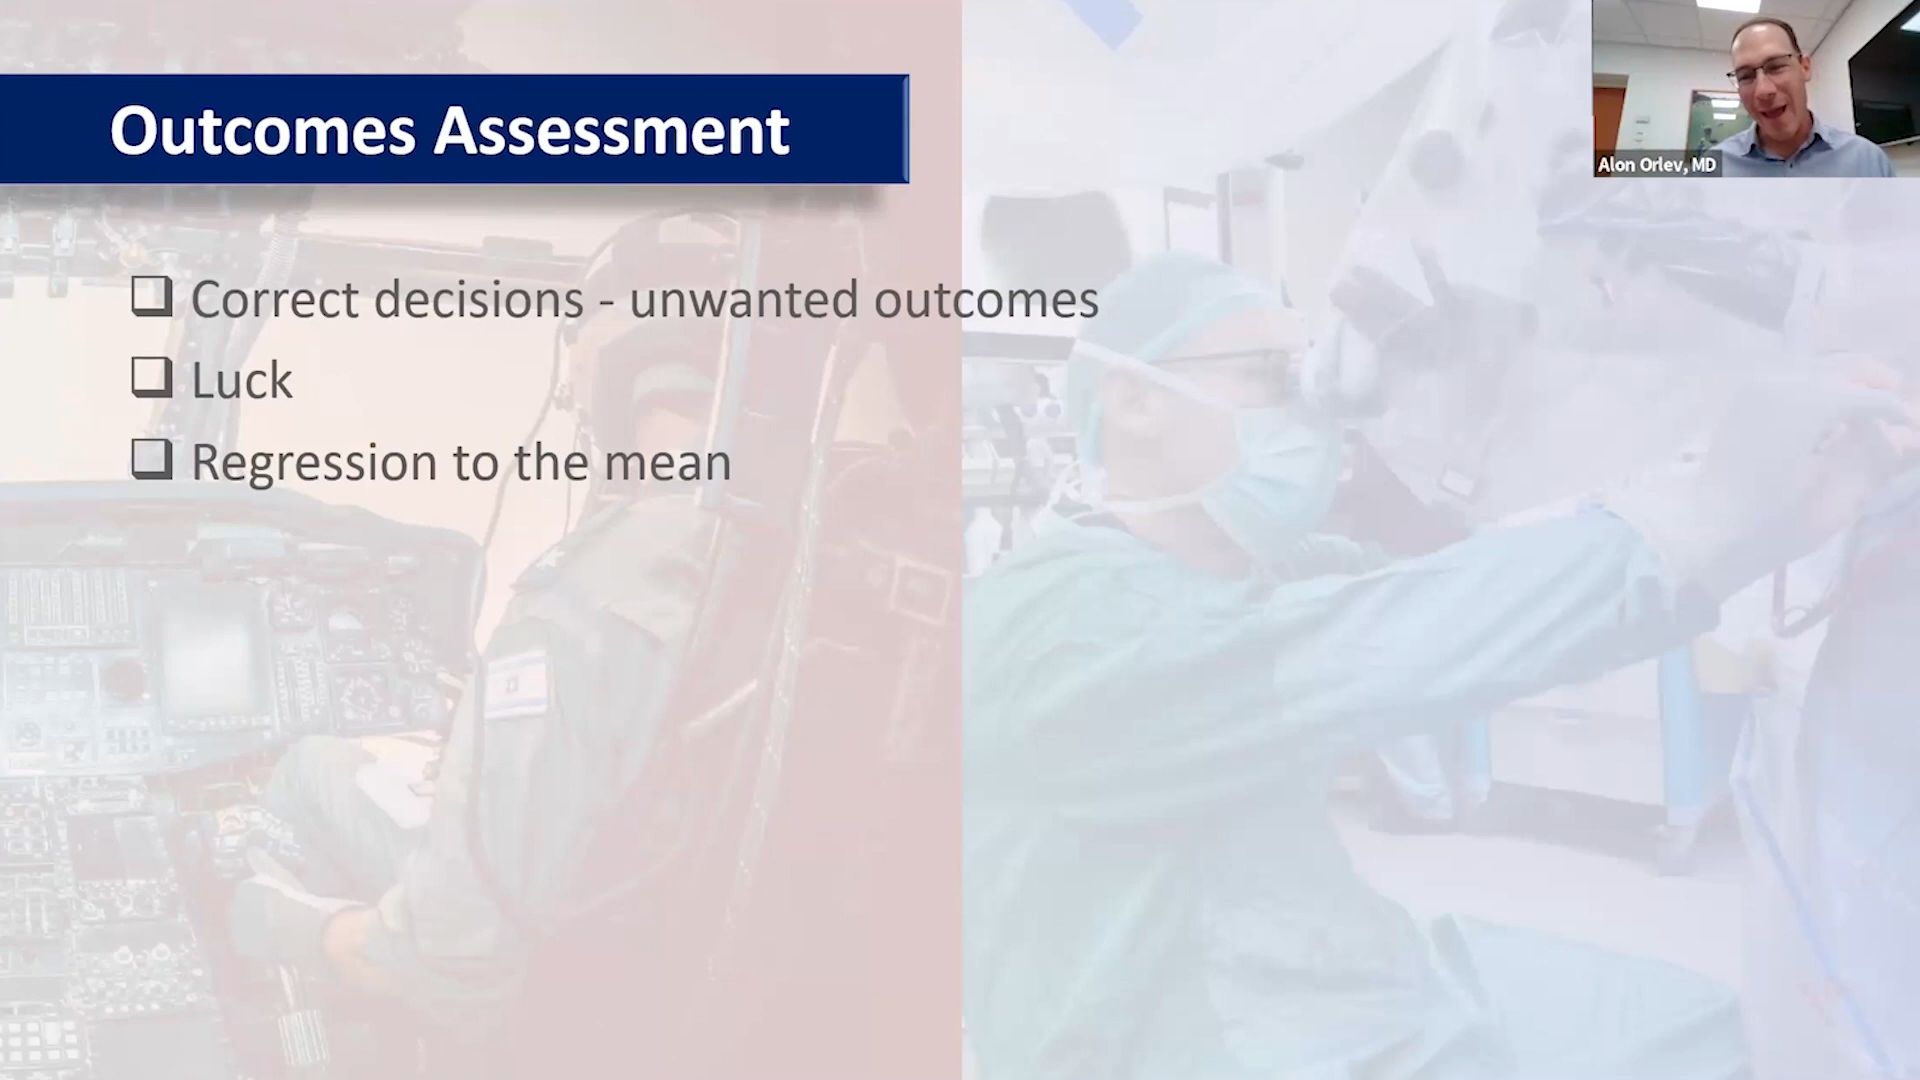 Outcomes Assessment
Alon Orlev, MD
Correct decisions - unwanted outcomes
Luck
Regression to the mean